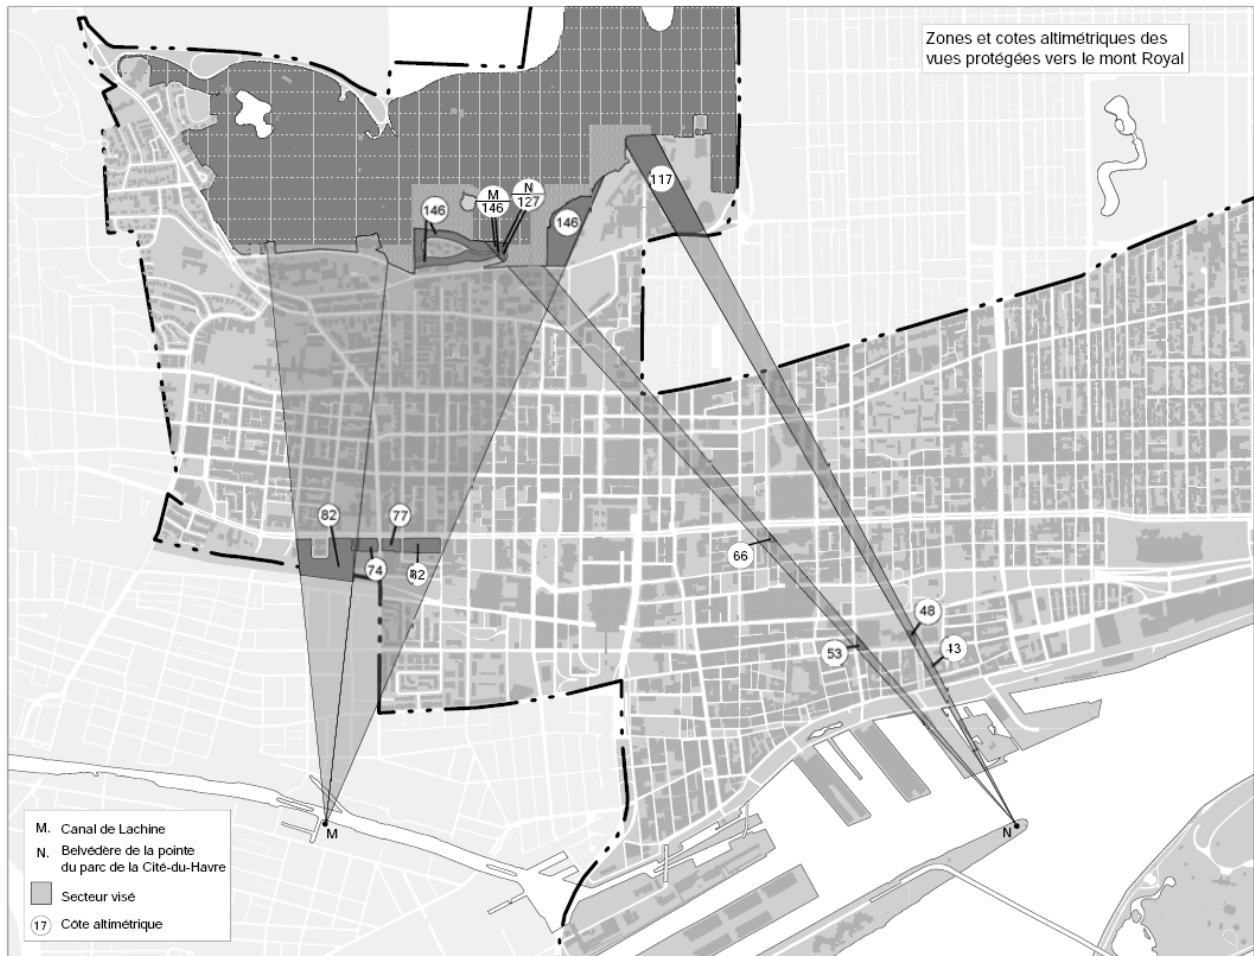 Zones et cotes altimétriques des
vues protégées vers le mont Royal
117
N
127
M
146
146
146
82
77
74
82
66
48
53
43
M
N
M. Canal de Lachine
N. Belvédère de la pointe
du parc de la Cité-du-Havre
Secteur visé
17 Côte altimétrique